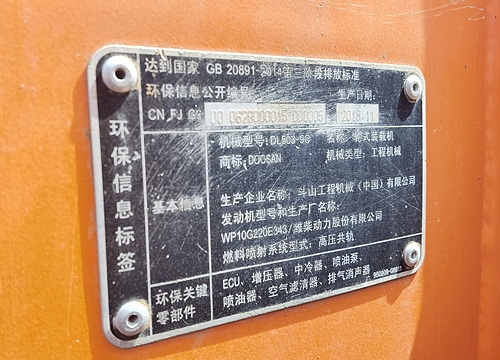 环保信息标签
达到国家 GB 20891-2014第三阶段排放标准
环保信息公开编号
生产日期:
CN FJ G3 00 0628000015 000005
2018-11
基本信息
机械型号: DL503-9C 名称: 轮式装载机
商标: DOOSAN 机械类型: 工程机械
生产企业名称: 斗山工程机械（中国）有限公司
发动机型号和生产厂名称:
WP10G220E343/潍柴动力股份有限公司
燃料喷射系统型式: 高压共轨
环保关键
零部件
ECU、增压器、中冷器、喷油泵、
喷油器、空气滤清器、排气消声器